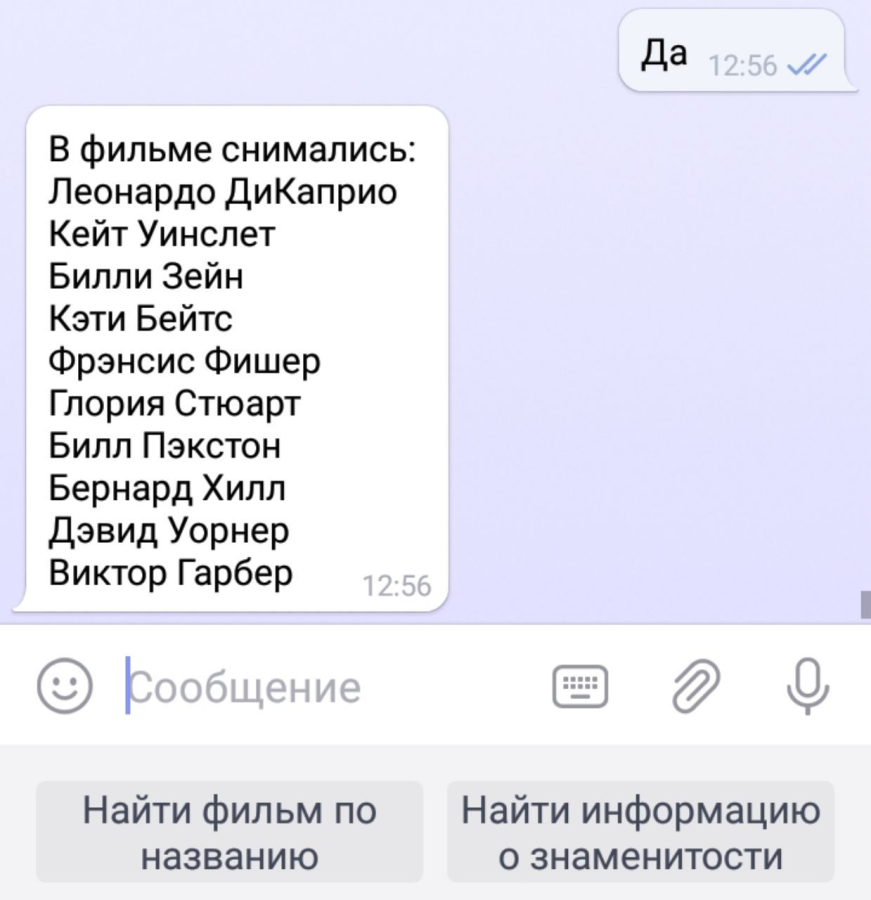 Да 12:56
В фильме снимались:
Леонардо ДиКаприо
Кейт Уинслет
Билли Зейн
Кэти Бейтс
Фрэнсис Фишер
Глория Стюарт
Билл Пэкстон
Бернард Хилл
Дэвид Уорнер
Виктор Гарбер 12:56
Сообщение
Найти фильм по
названию
Найти информацию
о знаменитости